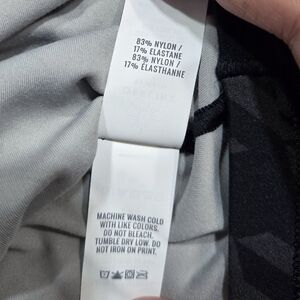 83% NYLON /
17% ELASTANE
83% NYLON /
17% ÉLASTHANNE
MACHINE WASH COLD
WITH LIKE COLORS.
DO NOT BLEACH.
TUMBLE DRY LOW. DO
NOT IRON ON PRINT.